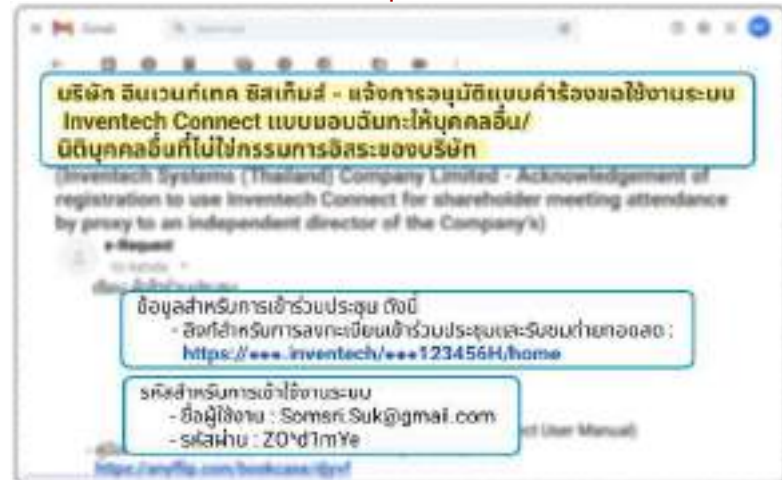 บริษัท อินเวนท์เทค ซิสเท็มส์ - แจ้งการอนุมัติแบบคำร้องขอใช้งานระบบ
Inventech Connect แบบมอบฉันทะให้บุคคลอื่น/
นิติบุคคลอื่นที่ไม่ใช่กรรมการอิสระของบริษัท
(Inventech Systems (Thailand) Company Limited - Acknowledgement of
registration to use Inventech Connect for shareholder meeting attendance
by proxy to an independent director of the Company's)
e-Request
ข้อมูลสำหรับการเข้าร่วมประชุม ดังนี้
- ลิงก์สำหรับการลงทะเบียนเข้าร่วมประชุมและรับชมถ่ายทอดสด :
https://●●●.inventech/●●●123456H/home
รหัสสำหรับการเข้าใช้งานระบบ
- ชื่อผู้ใช้งาน : Somsri.Suk@gmail.com
- รหัสผ่าน :
User Manual)